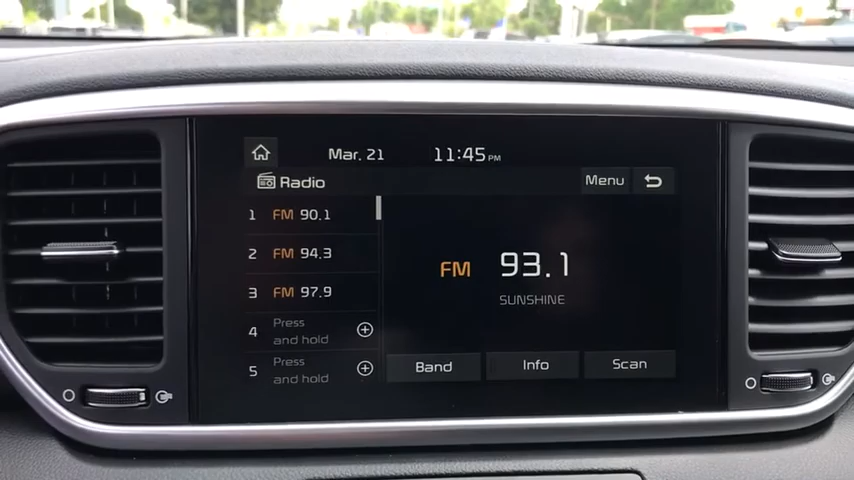 Mar. 21 11:45 PM
Radio Menu
1 FM 90.1
2 FM 94.3
3 FM 97.9
4 Press and hold
5 Press and hold
FM 93.1
SUNSHINE
Band Info Scan